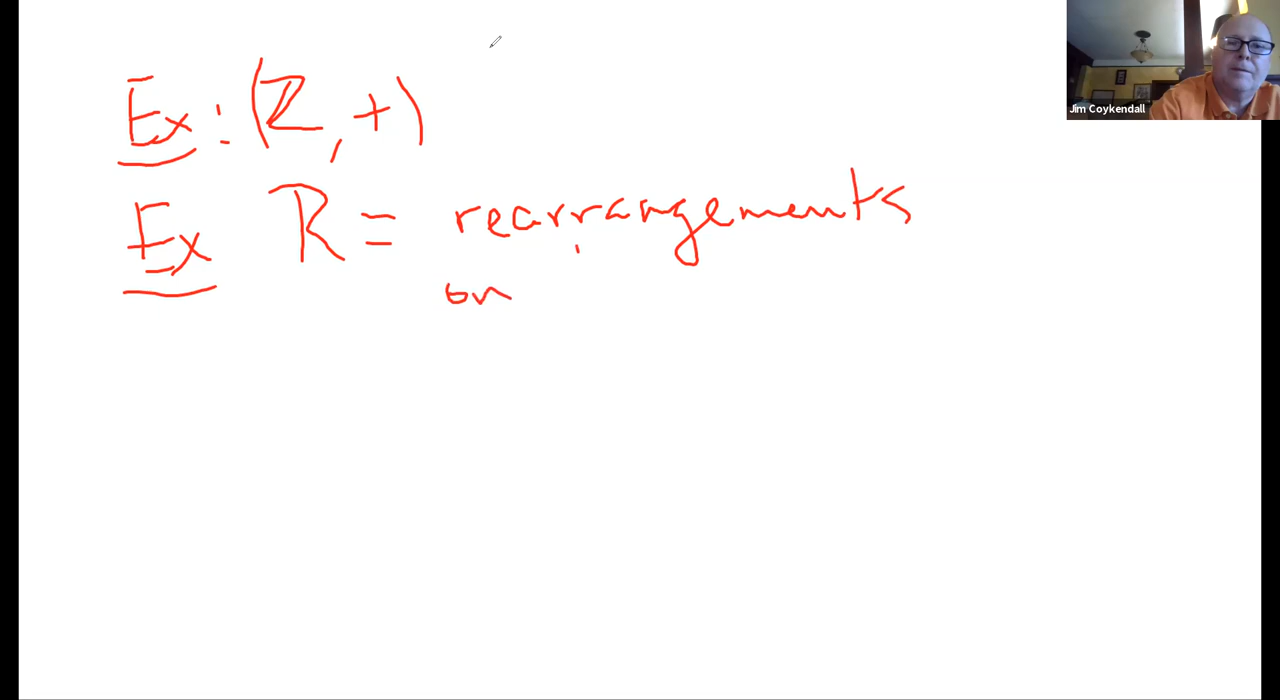 Ex: (ℤ, +)
Ex R = rearrangements
on
Jim Coykendall